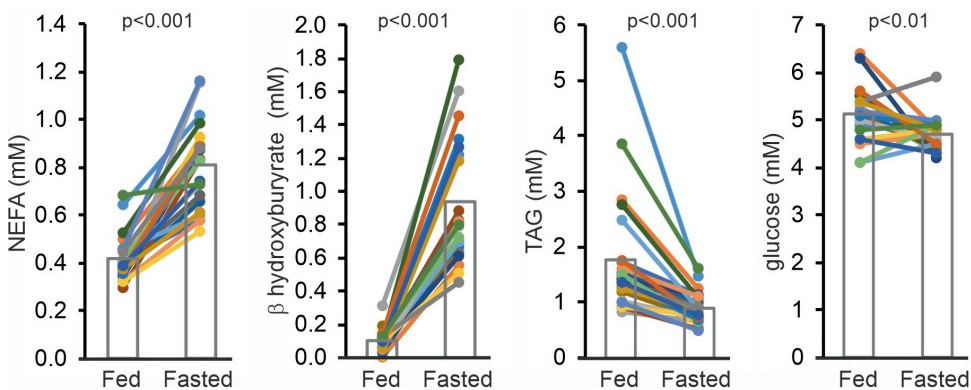 p<0.001
1.4
1.2
1.0
0.8
0.6
0.4
0.2
0.0
NEFA (mM)
Fed Fasted
p<0.001
2.0
1.8
1.6
1.4
1.2
1.0
0.8
0.6
0.4
0.2
0.0
β hydroxyburyrate (mM)
Fed Fasted
p<0.001
6
5
4
3
2
1
0
TAG (mM)
Fed Fasted
p<0.01
7
6
5
4
3
2
1
0
glucose (mM)
Fed Fasted